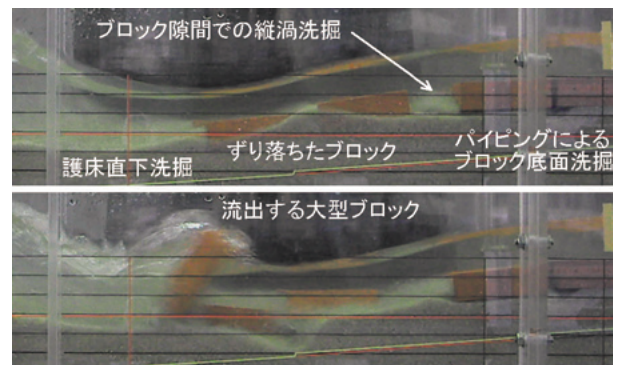 ブロック隙間での縦渦洗掘
護床直下洗掘
ずり落ちたブロック
パイピングによる
ブロック底面洗掘
流出する大型ブロック